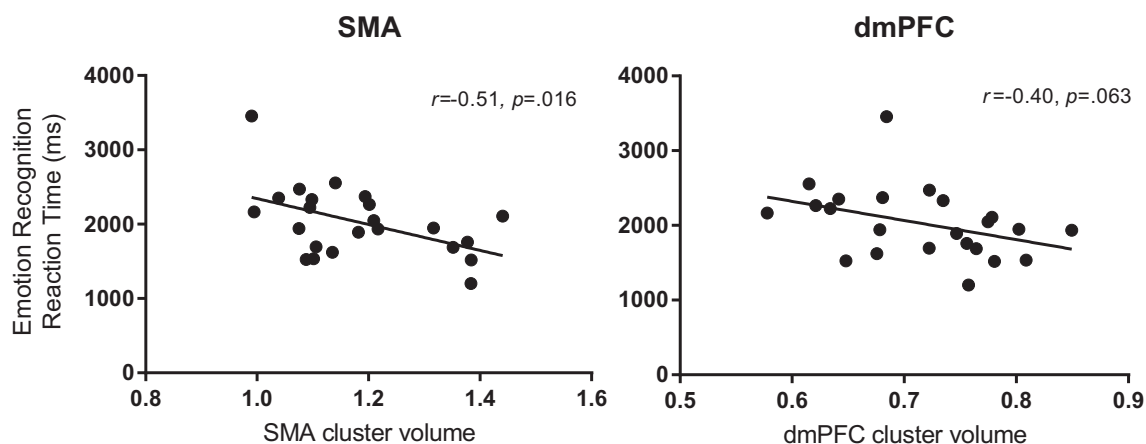 SMA
dmPFC
Emotion Recognition
Reaction Time (ms)
4000
3000
2000
1000
0
r=-0.51, p=.016
0.8
1.0
1.2
1.4
1.6
SMA cluster volume
4000
3000
2000
1000
0
r=-0.40, p=.063
0.5
0.6
0.7
0.8
0.9
dmPFC cluster volume